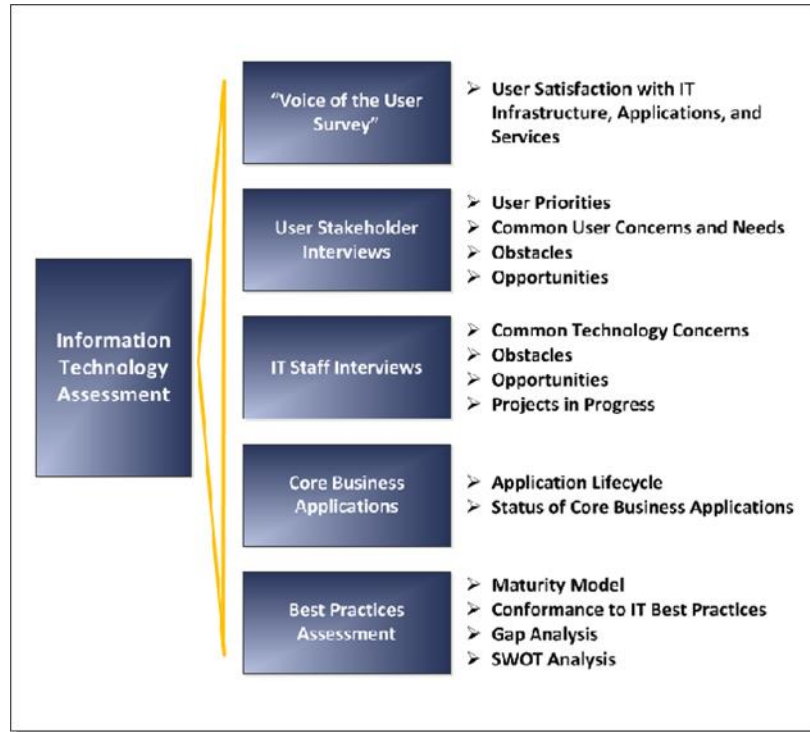 Information
Technology
Assessment
“Voice of the User
Survey”
➢ User Satisfaction with IT
Infrastructure, Applications, and
Services
User Stakeholder
Interviews
➢ User Priorities
➢ Common User Concerns and Needs
➢ Obstacles
➢ Opportunities
IT Staff Interviews
➢ Common Technology Concerns
➢ Obstacles
➢ Opportunities
➢ Projects in Progress
Core Business
Applications
➢ Application Lifecycle
➢ Status of Core Business Applications
Best Practices
Assessment
➢ Maturity Model
➢ Conformance to IT Best Practices
➢ Gap Analysis
➢ SWOT Analysis